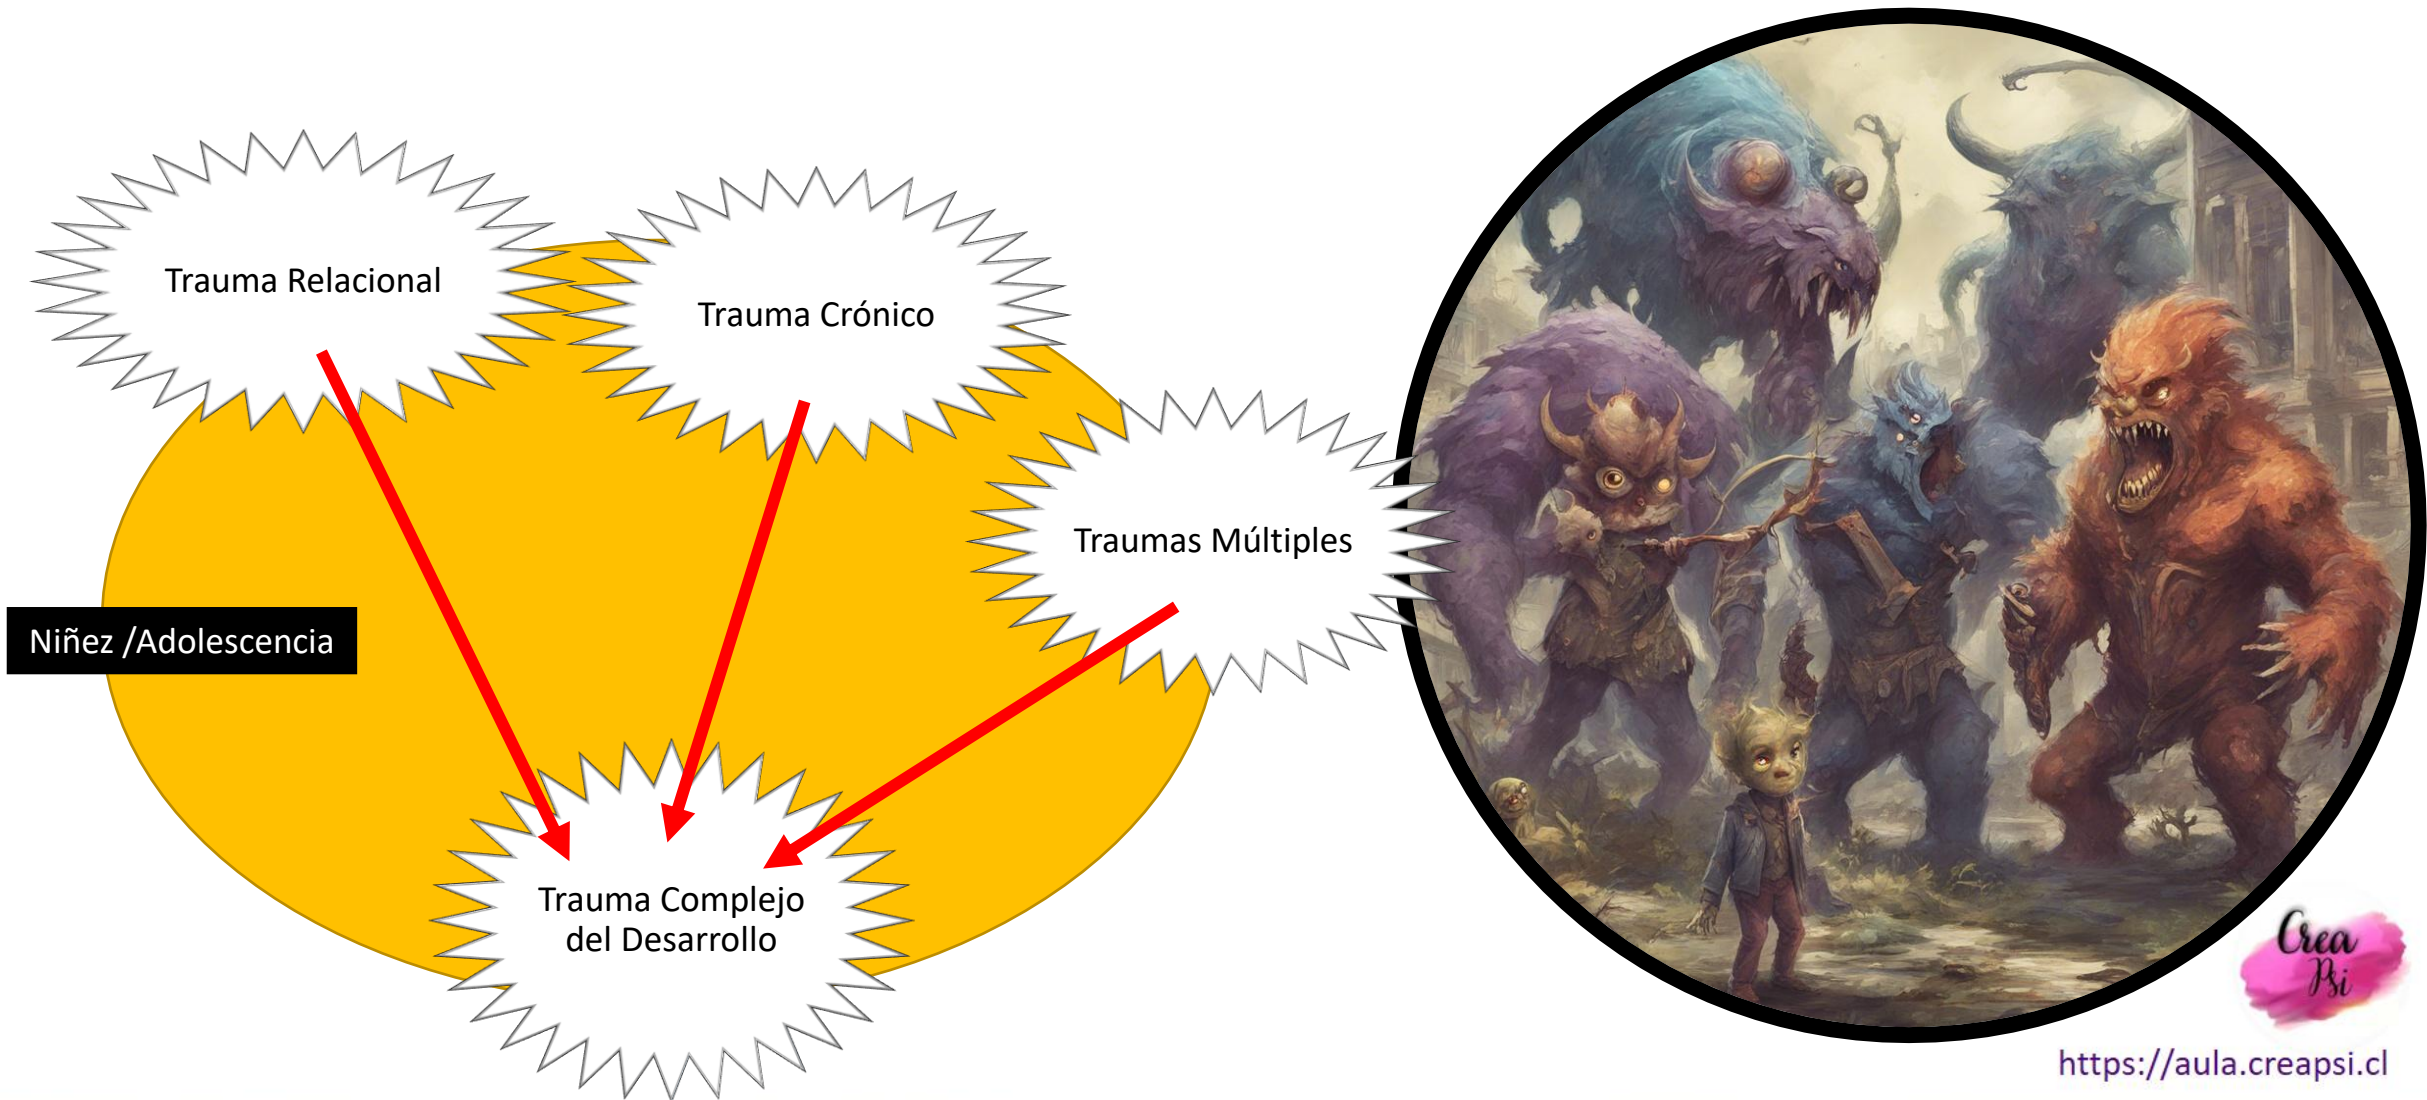 Trauma Relacional
Trauma Crónico
Traumas Múltiples
Niñez /Adolescencia
Trauma Complejo
del Desarrollo
Crea
Psi
https://aula.creapsi.cl